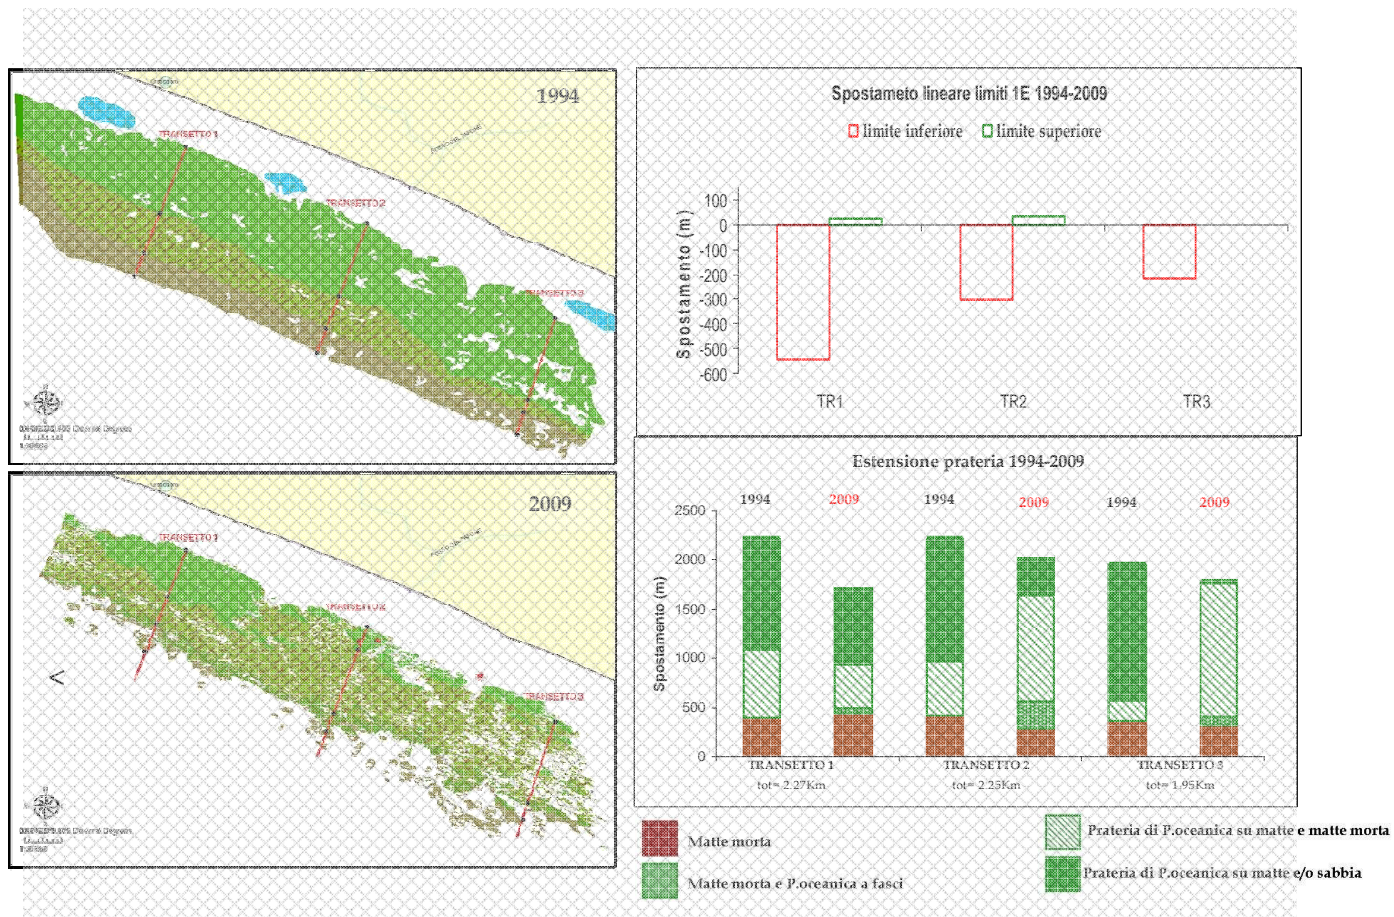 1994
TRANSETTO 1
TRANSETTO 2
TRANSETTO 3
2009
TRANSETTO 1
TRANSETTO 2
TRANSETTO 3
<
Spostameto lineare limiti 1E 1994-2009
limite inferiore
limite superiore
Spostamento (m)
100
0
-100
-200
-300
-400
-500
-600
TR1 TR2 TR3
Estensione prateria 1994-2009
1994 2009 1994 2009 1994 2009
Spostamento (m)
2500
2000
1500
1000
500
0
TRANSETTO 1 TRANSETTO 2 TRANSETTO 3
tot= 2.27Km tot= 2.25Km tot= 1.95Km
Matte morta
Matte morta e P.oceanica a fasci
Prateria di P.oceanica su matte e matte morta
Prateria di P.oceanica su matte e/o sabbia